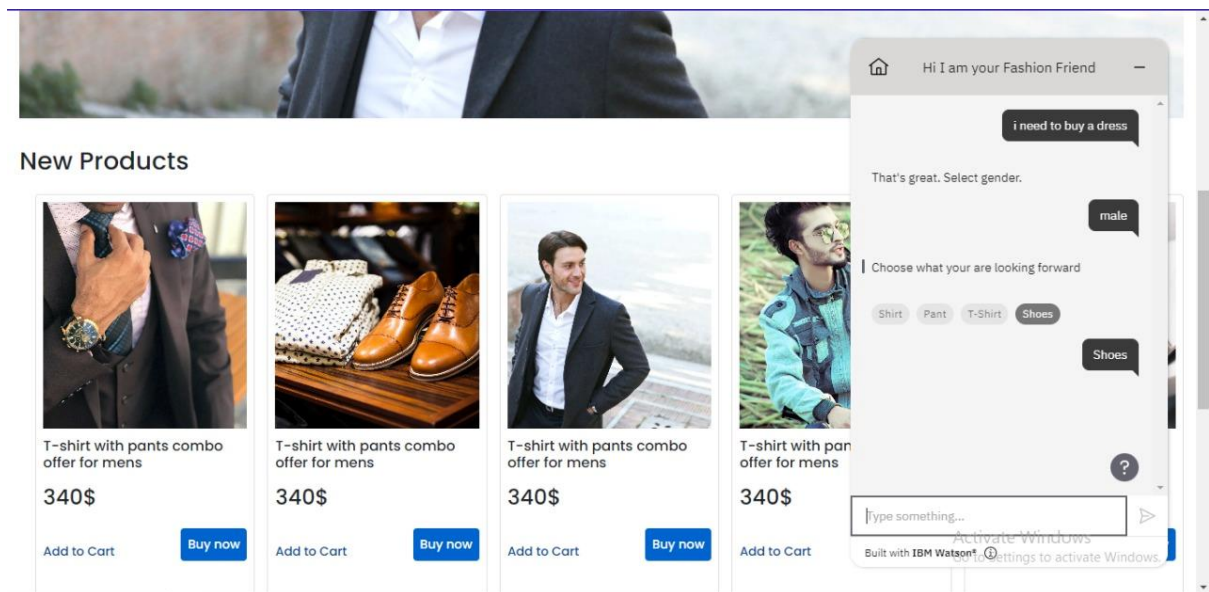 New Products
T-shirt with pants combo
offer for mens
340$
Add to Cart
Buy now
T-shirt with pants combo
offer for mens
340$
Add to Cart
Buy now
T-shirt with pants combo
offer for mens
340$
Add to Cart
Buy now
T-shirt with pan
offer for mens
340$
Add to Cart
Hi I am your Fashion Friend
i need to buy a dress
That's great. Select gender.
male
Choose what your are looking forward
Shirt Pant T-Shirt Shoes
Shoes
?
Type something...
Built with IBM Watson®
Activate Windows
Go to Settings to activate Windows.